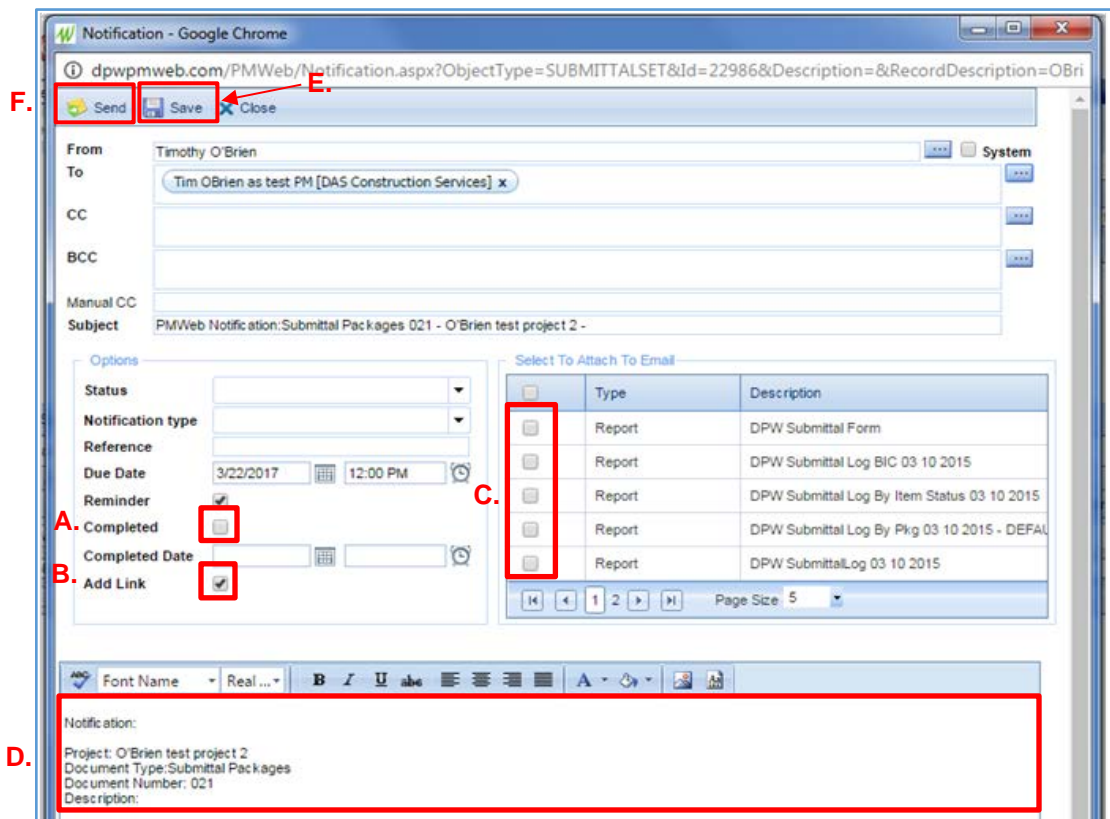 Notification - Google Chrome
dpwpmweb.com/PMWeb/Notification.aspx?ObjectType=SUBMITTALSET&Id=22986&Description=&RecordDescription=OBri
E.
F. Send Save Close
From Timothy O'Brien ... System
To Tim OBrien as test PM [DAS Construction Services] x ...
CC ...
BCC ...
Manual CC
Subject PMWeb Notification:Submittal Packages 021 - O'Brien test project 2 -
Options Select To Attach To Email
Status Type Description
Notification type Report DPW Submittal Form
Reference
Due Date 3/22/2017 12:00 PM Report DPW Submittal Log BIC 03 10 2015
Reminder C. Report DPW Submittal Log By Item Status 03 10 2015
A. Completed Report DPW Submittal Log By Pkg 03 10 2015 - DEFAU
Completed Date Report DPW SubmittalLog 03 10 2015
B. Add Link 1 2 Page Size 5
ABC Font Name Real ... B I U abc A
D.
Notification:
Project: O'Brien test project 2
Document Type:Submittal Packages
Document Number: 021
Description: